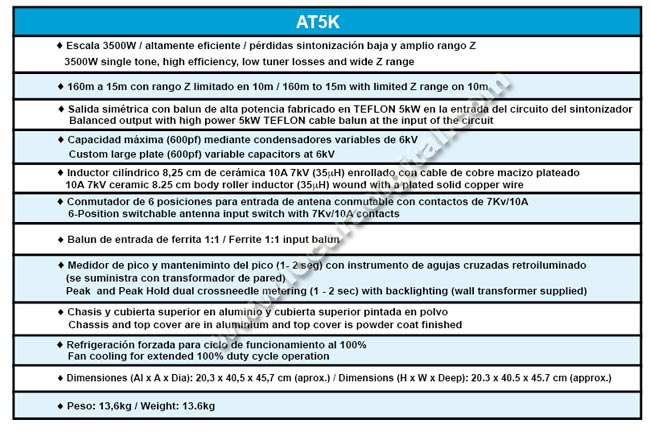 AT5K
♦ Escala 3500W / altamente eficiente / pérdidas sintonización baja y amplio rango Z
3500W single tone, high efficiency, low tuner losses and wide Z range
♦ 160m a 15m con rango Z limitado en 10m / 160m to 15m with limited Z range on 10m
♦ Salida simétrica con balun de alta potencia fabricado en TEFLON 5kW en la entrada del circuito del sintonizador
Balanced output with high power 5kW TEFLON cable balun at the input of the circuit
♦ Capacidad máxima (600pf) mediante condensadores variables de 6kV
Custom large plate (600pf) variable capacitors at 6kV
♦ Inductor cilíndrico 8,25 cm de cerámica 10A 7kV (35μH) enrollado con cable de cobre macizo plateado
10A 7kV ceramic 8.25 cm body roller inductor (35μH) wound with a plated solid copper wire
♦ Conmutador de 6 posiciones para entrada de antena conmutable con contactos de 7Kv/10A
6-Position switchable antenna input switch with 7Kv/10A contacts
♦ Balun de entrada de ferrita 1:1 / Ferrite 1:1 input balun
♦ Medidor de pico y mantenimiento del pico (1- 2 seg) con instrumento de agujas cruzadas retroiluminado
(se suministra con transformador de pared)
Peak and Peak Hold dual crossneedle metering (1 - 2 sec) with backlighting (wall transformer supplied)
♦ Chasis y cubierta superior en aluminio y cubierta superior pintada en polvo
Chassis and top cover are in aluminium and top cover is powder coat finished
♦ Refrigeración forzada para ciclo de funcionamiento al 100%
Fan cooling for extended 100% duty cycle operation
♦ Dimensiones (Al x A x Dia): 20,3 x 40,5 x 45,7 cm (aprox.) / Dimensions (H x W x Deep): 20.3 x 40.5 x 45.7 cm (approx.)
♦ Peso: 13,6kg / Weight: 13.6kg